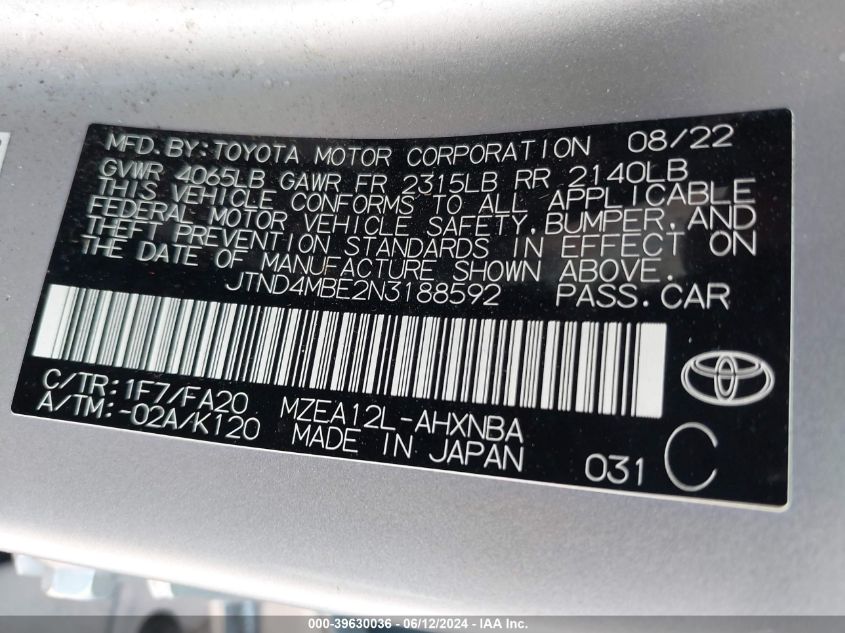 MFD.BY:TOYOTA MOTOR CORPORATION 08/22
GVWR 4065LB GAWR FR 2315LB RR 2140LB
THIS VEHICLE CONFORMS TO ALL APPLICABLE
FEDERAL MOTOR VEHICLE SAFETY,BUMPER,AND
THEFT PREVENTION STANDARDS IN EFFECT ON
THE DATE OF MANUFACTURE SHOWN ABOVE.
JTND4MBE2N3188592 PASS.CAR
C/TR:1F7/FA20 MZEA12L-AHXNBA
A/TM:-02A/K120 MADE IN JAPAN 031 C
000-39630036 - 06/12/2024 - IAA, Inc.